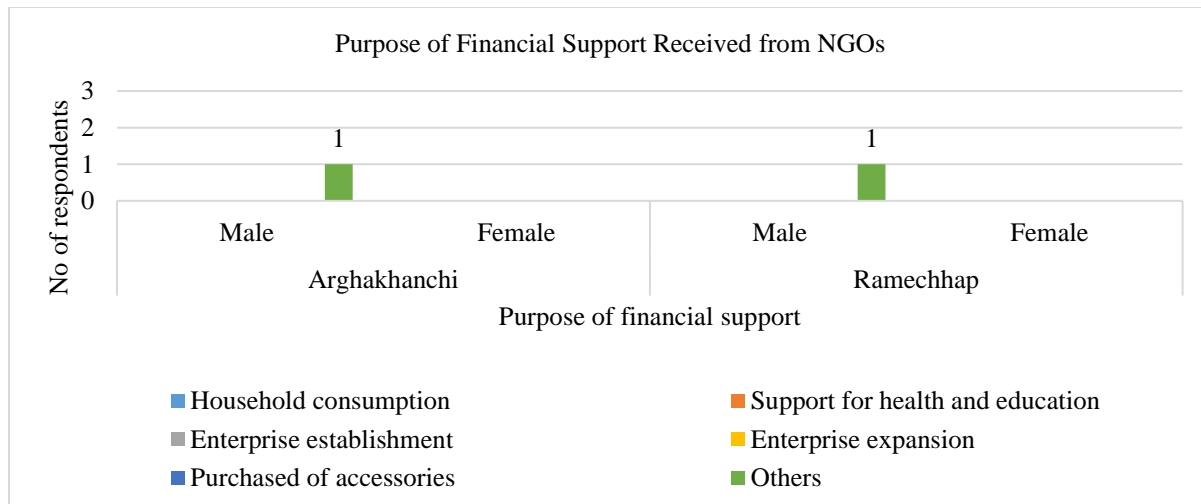 Purpose of Financial Support Received from NGOs
No of respondents
3
2
1
0
1
1
Male
Female
Male
Female
Arghakhanchi
Ramechhap
Purpose of financial support
Household consumption
Support for health and education
Enterprise establishment
Enterprise expansion
Purchased of accessories
Others